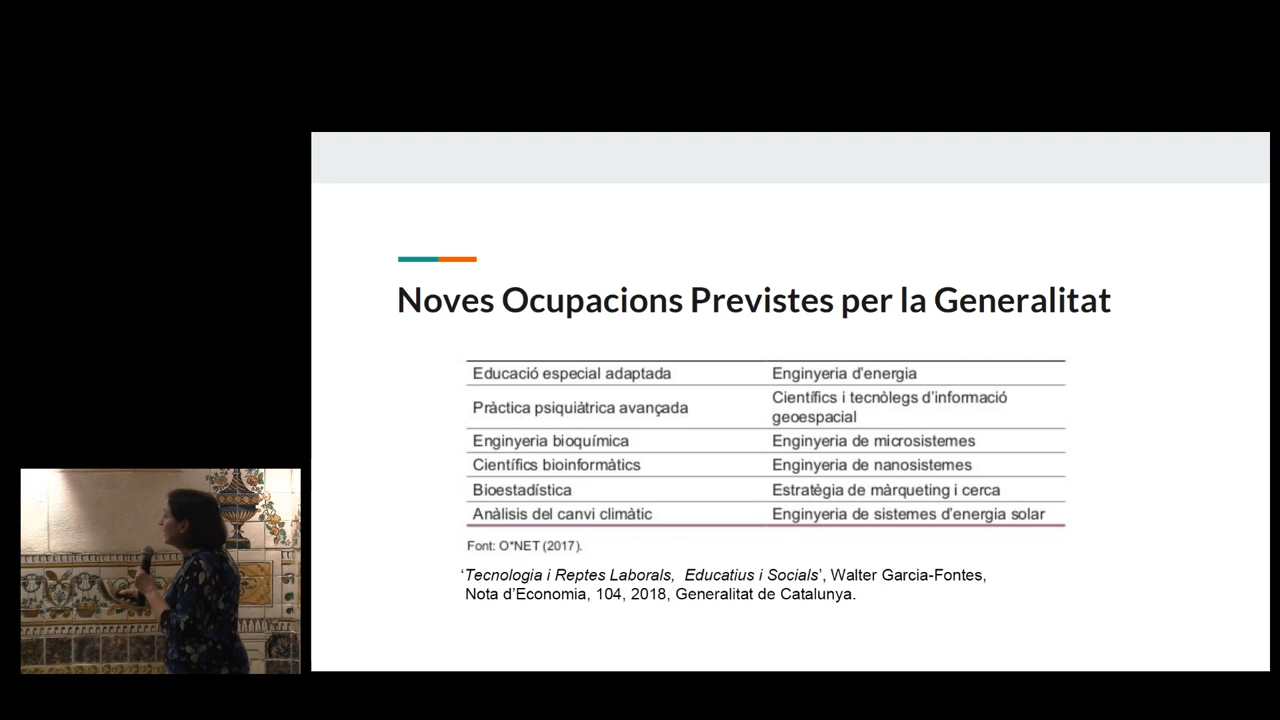 Noves Ocupacions Previstes per la Generalitat
Educació especial adaptada
Enginyeria d'energia
Pràctica psiquiàtrica avançada
Científics i tecnòlegs d'informació
geoespacial
Enginyeria bioquímica
Enginyeria de microsistemes
Científics bioinformàtics
Enginyeria de nanosistemes
Bioestadística
Estratègia de màrqueting i cerca
Anàlisis del canvi climàtic
Enginyeria de sistemes d'energia solar
Font: O*NET (2017).
‘Tecnologia i Reptes Laborals, Educatius i Socials’, Walter Garcia-Fontes,
Nota d’Economia, 104, 2018, Generalitat de Catalunya.